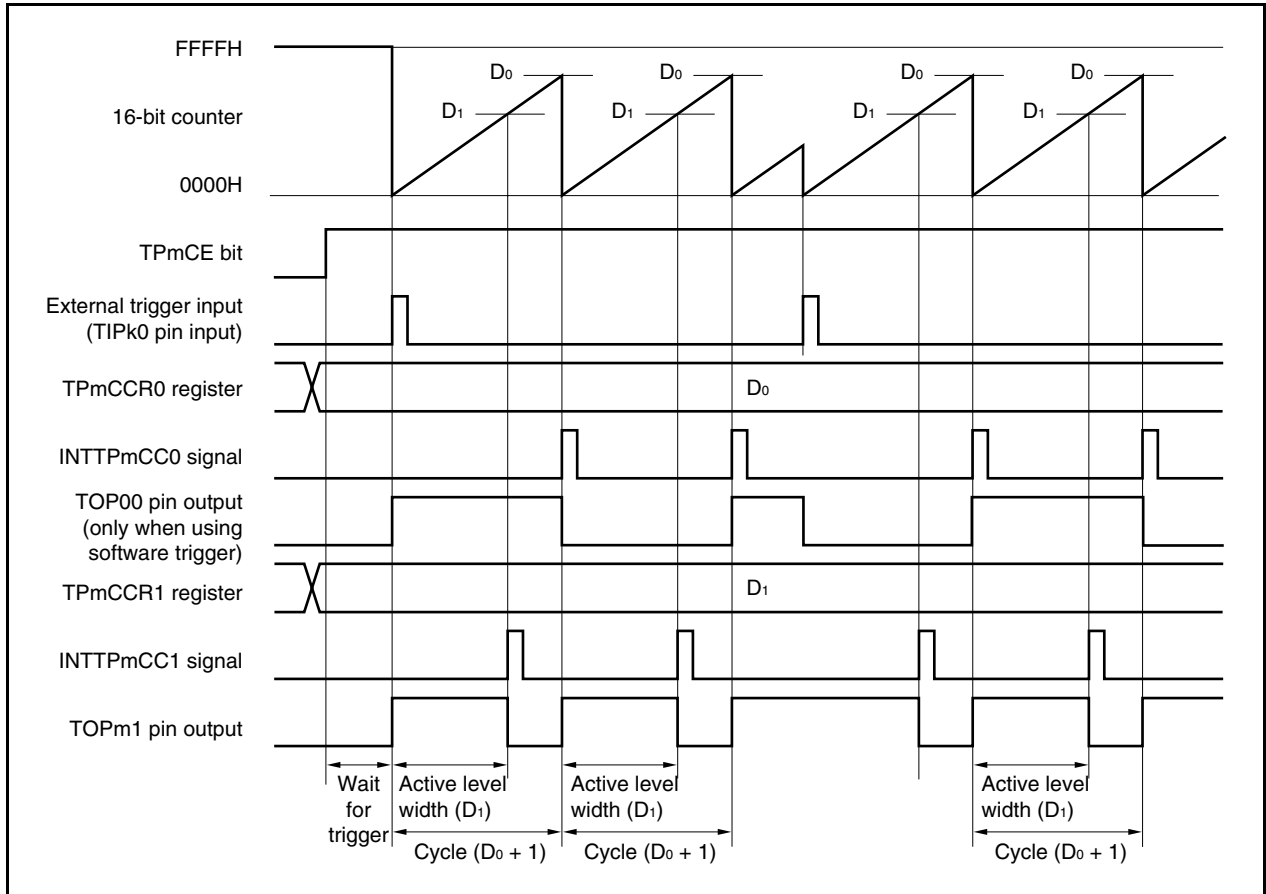 FFFFH
D0 D0 D0 D0
16-bit counter
D1 D1 D1 D1
0000H
TPmCE bit
External trigger input
(TIPk0 pin input)
TPmCCR0 register
D0
INTTPmCC0 signal
TOP00 pin output
(only when using
software trigger)
TPmCCR1 register
D1
INTTPmCC1 signal
TOPm1 pin output
Wait
for
trigger
Active level
width (D1)
Active level
width (D1)
Active level
width (D1)
Cycle (D0 + 1)
Cycle (D0 + 1)
Cycle (D0 + 1)